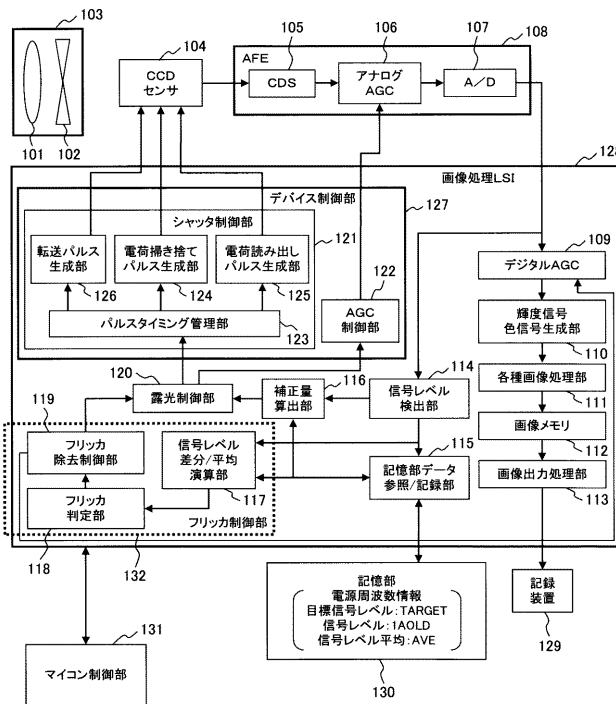 103
101
102
104
CCD
センサ
AFE
105
CDS
106
アナログ
AGC
107
A/D
108
128
画像処理LSI
デバイス制御部
127
シャッタ制御部
121
転送パルス
生成部
126
電荷掃き捨て
パルス生成部
124
電荷読み出し
パルス生成部
125
パルスタイミング管理部
123
122
AGC
制御部
109
デジタルAGC
輝度信号
色信号生成部
110
各種画像処理部
111
画像メモリ
112
画像出力処理部
113
120
露光制御部
116
補正量
算出部
114
信号レベル
検出部
115
記憶部データ
参照/記録部
119
フリッカ
除去制御部
信号レベル
差分/平均
演算部
117
フリッカ
判定部
118
フリッカ制御部
132
131
マイコン制御部
記憶部
電源周波数情報
目標信号レベル:TARGET
信号レベル:1AOLD
信号レベル平均:AVE
130
記録
装置
129